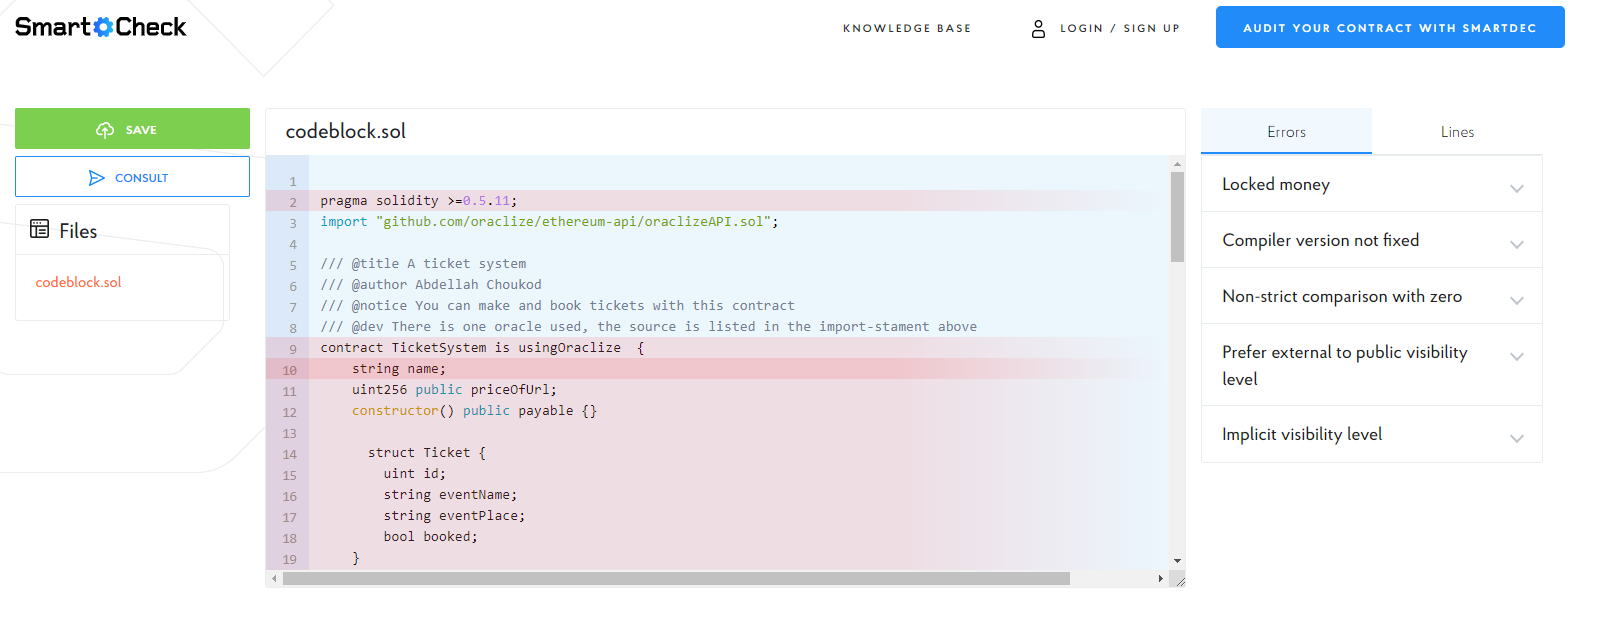 Smart Check
KNOWLEDGE BASE
LOGIN / SIGN UP
AUDIT YOUR CONTRACT WITH SMARTDEC
SAVE
CONSULT
Files
codeblock.sol
codeblock.sol
1
2 pragma solidity >=0.5.11;
3 import "github.com/oraclize/ethereum-api/oraclizeAPI.sol";
4
5 /// @title A ticket system
6 /// @author Abdellah Choukod
7 /// @notice You can make and book tickets with this contract
8 /// @dev There is one oracle used, the source is listed in the import-stament above
9 contract TicketSystem is usingOraclize  {
10     string name;
11     uint256 public priceOfUrl;
12     constructor() public payable {}
13
14       struct Ticket {
15         uint id;
16         string eventName;
17         string eventPlace;
18         bool booked;
19     }
Errors
Lines
Locked money
Compiler version not fixed
Non-strict comparison with zero
Prefer external to public visibility
level
Implicit visibility level